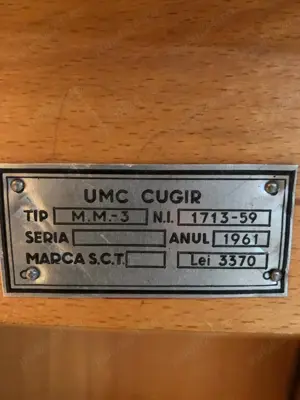 UMC CUGIR
TIP M.M.-3 N.I. 1713-59
SERIA ANUL 1961
MARCA S.C.T. Lei 3370